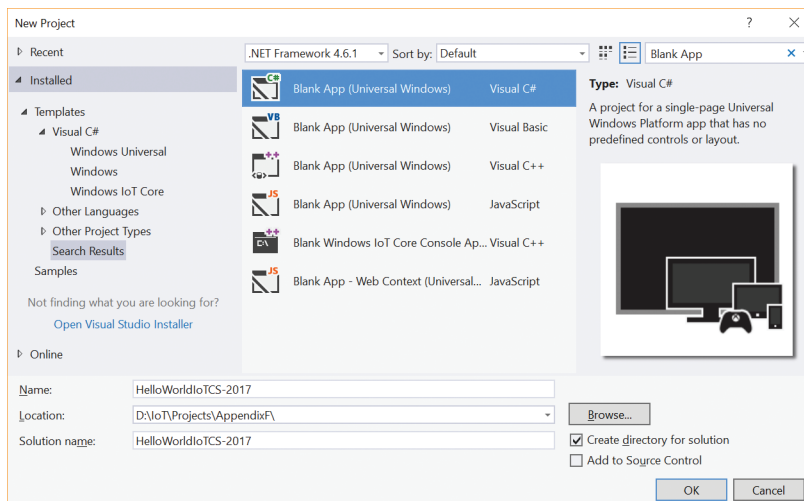 New Project
? ×
Recent
.NET Framework 4.6.1 Sort by: Default Blank App
Installed
Templates
Visual C#
Windows Universal
Windows
Windows IoT Core
Other Languages
Other Project Types
Search Results
Samples
Not finding what you are looking for?
Open Visual Studio Installer
Online
C# Blank App (Universal Windows) Visual C#
VB Blank App (Universal Windows) Visual Basic
++ Blank App (Universal Windows) Visual C++
JS Blank App (Universal Windows) JavaScript
++ C:\ Blank Windows IoT Core Console Ap... Visual C++
JS Blank App - Web Context (Universal... JavaScript
Type: Visual C#
A project for a single-page Universal
Windows Platform app that has no
predefined controls or layout.
Name: HelloWorldIoTCS-2017
Location: D:\IoT\Projects\AppendixF\ Browse...
Solution name: HelloWorldIoTCS-2017
Create directory for solution
Add to Source Control
OK Cancel